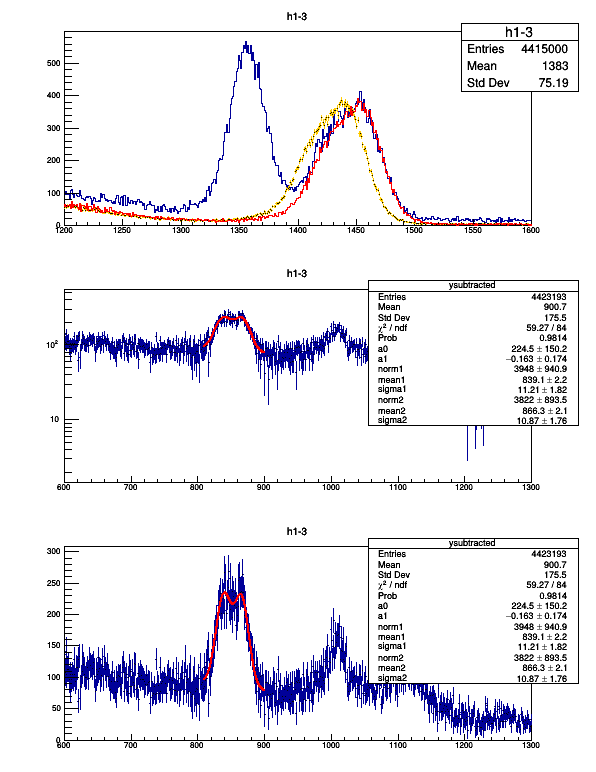 h1-3
h1-3
Entries 4415000
Mean 1383
Std Dev 75.19
500
400
300
200
100
0
1200 1250 1300 1350 1400 1450 1500 1550 1600
h1-3
ysubtracted
Entries 4423193
Mean 900.7
Std Dev 175.5
χ² / ndf 59.27 / 84
Prob 0.9814
a0 224.5 ± 150.2
a1 −0.163 ± 0.174
norm1 3948 ± 940.9
mean1 839.1 ± 2.2
sigma1 11.21 ± 1.82
norm2 3822 ± 893.5
mean2 866.3 ± 2.1
sigma2 10.87 ± 1.76
10²
10
600 700 800 900 1000 1100 1200 1300
h1-3
ysubtracted
Entries 4423193
Mean 900.7
Std Dev 175.5
χ² / ndf 59.27 / 84
Prob 0.9814
a0 224.5 ± 150.2
a1 −0.163 ± 0.174
norm1 3948 ± 940.9
mean1 839.1 ± 2.2
sigma1 11.21 ± 1.82
norm2 3822 ± 893.5
mean2 866.3 ± 2.1
sigma2 10.87 ± 1.76
300
250
200
150
100
50
0
600 700 800 900 1000 1100 1200 1300